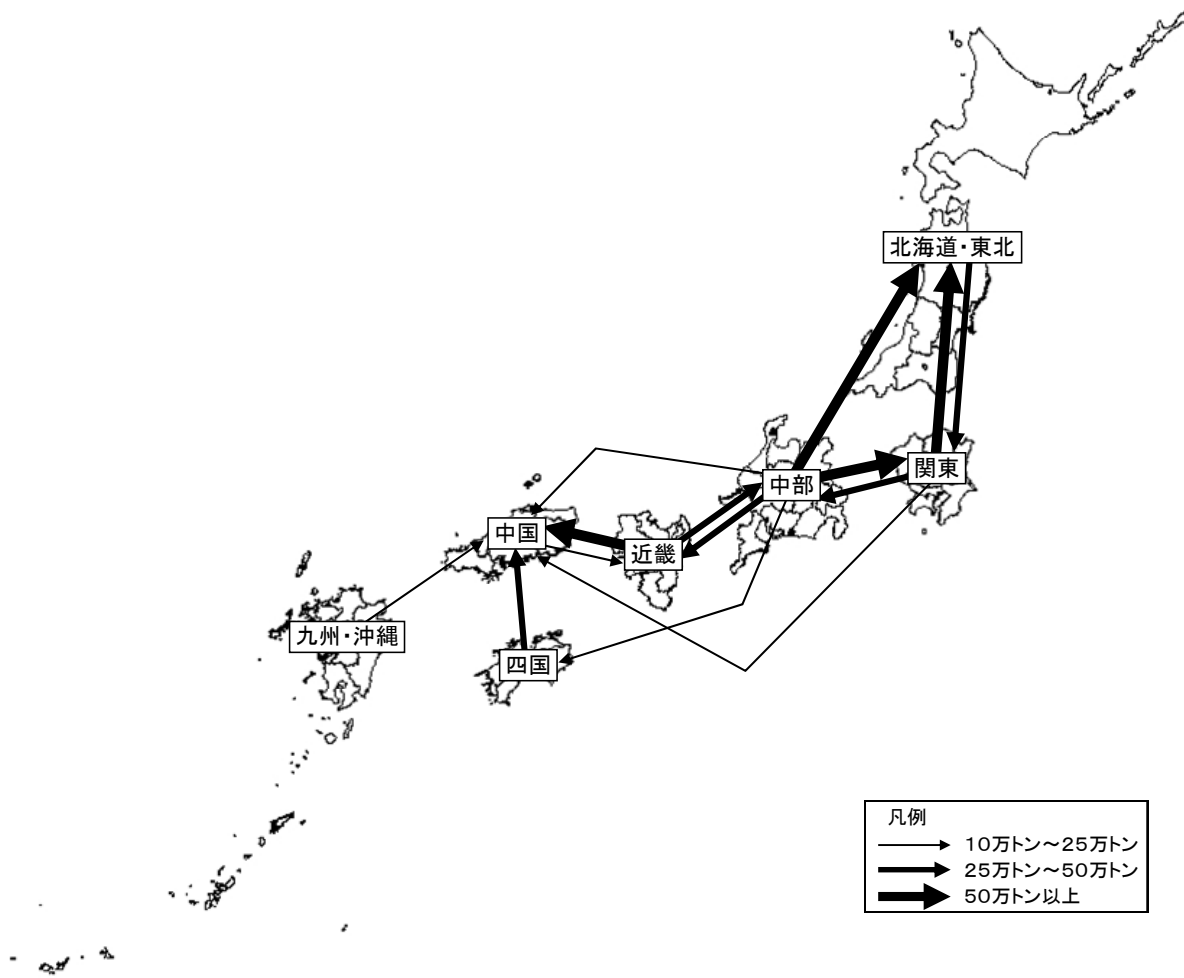 北海道・東北
関東
中部
中国
近畿
九州・沖縄
四国
凡例
10万トン～25万トン
25万トン～50万トン
50万トン以上